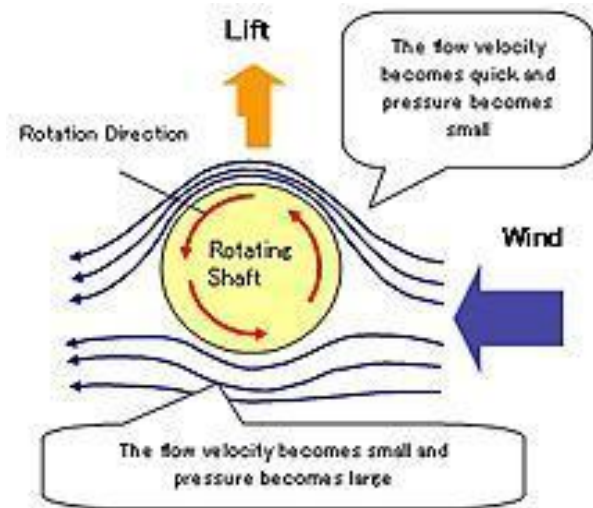 Lift
The flow velocity
becomes quick and
pressure becomes
small
Rotation Direction
Wind
Rotating
Shaft
The flow velocity becomes small and
pressure becomes large